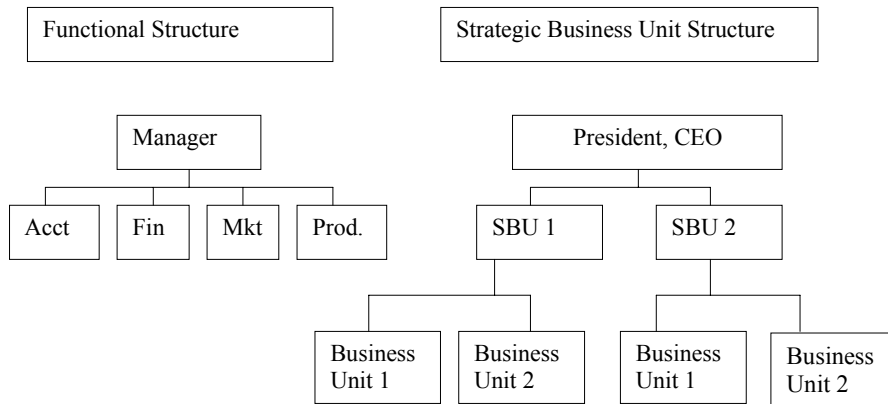 Functional Structure
Strategic Business Unit Structure
Manager
President, CEO
Acct
Fin
Mkt
Prod.
SBU 1
SBU 2
Business
Unit 1
Business
Unit 2
Business
Unit 1
Business
Unit 2